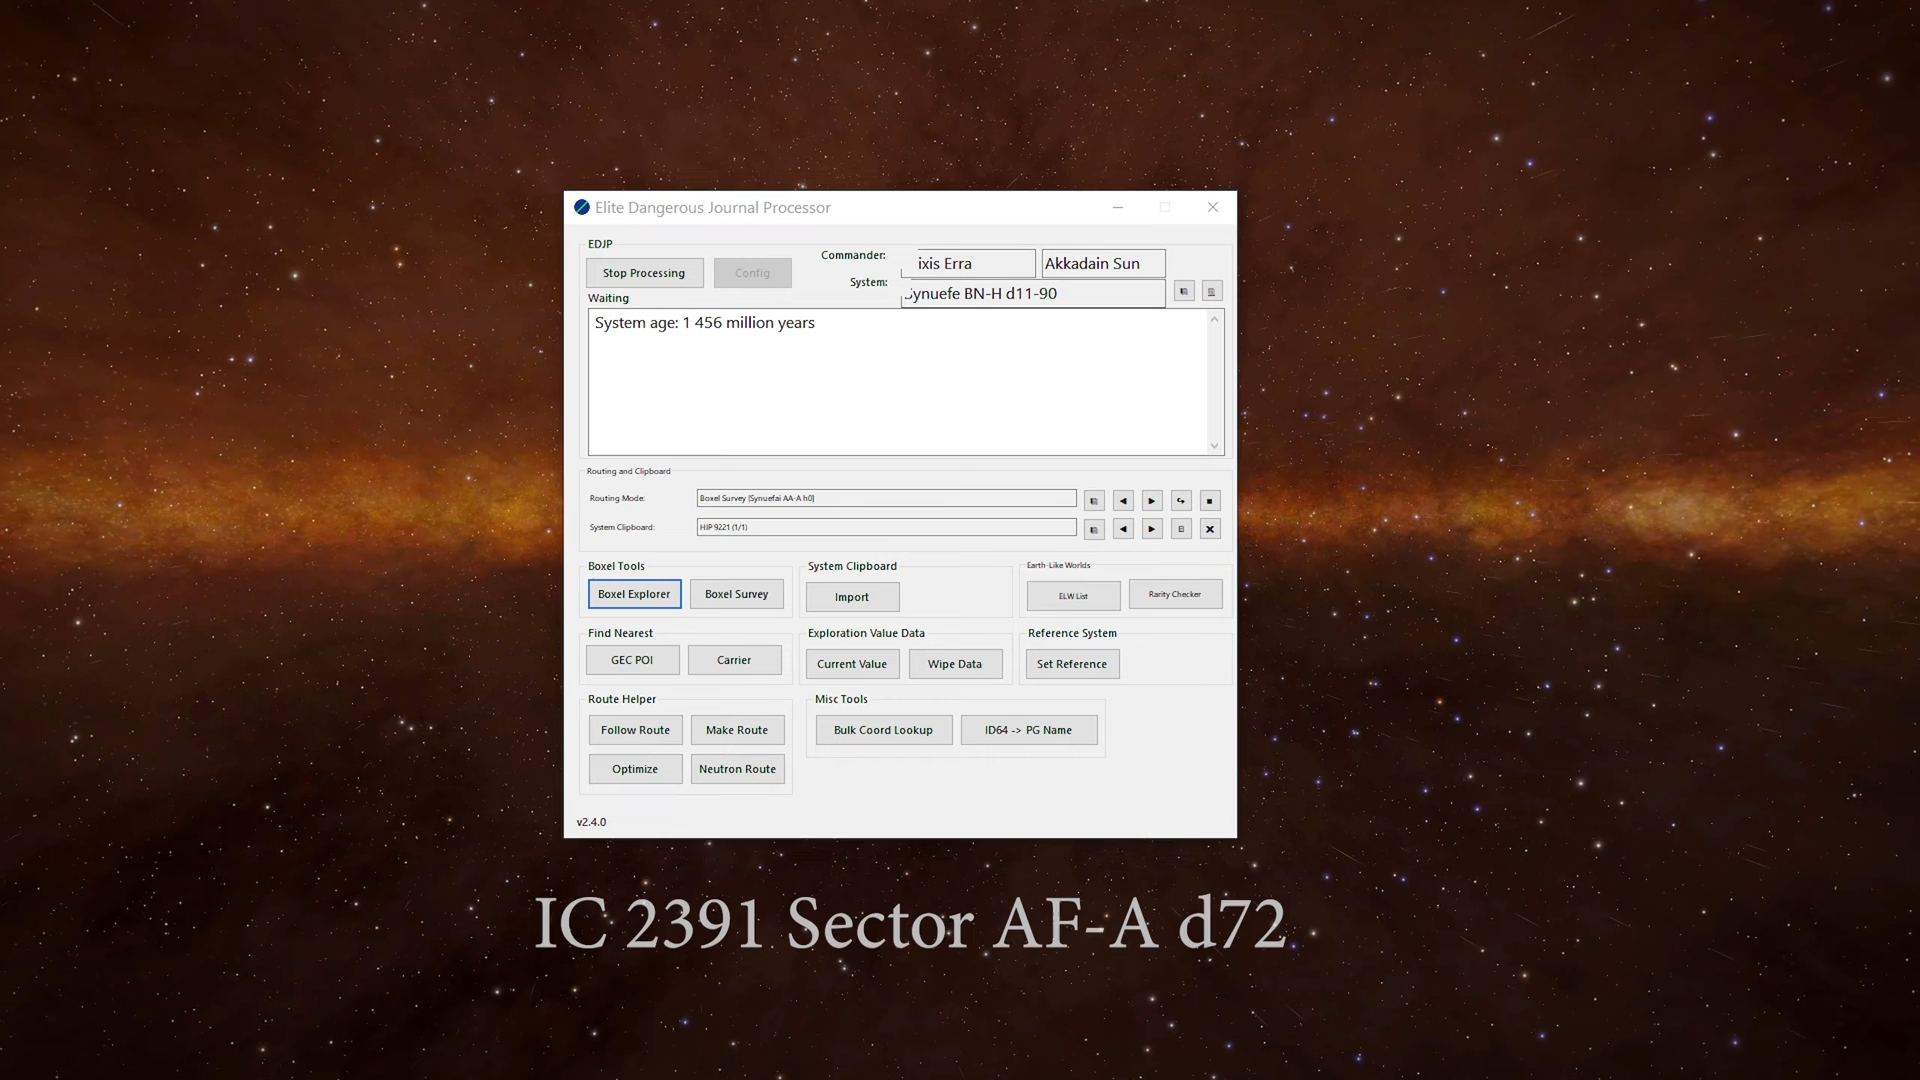 Elite Dangerous Journal Processor
EDJP
Commander:
ixis Erra
Akkadain Sun
Stop Processing
Config
System:
Synuefe BN-H d11-90
Waiting
System age: 1 456 million years
Routing and Clipboard
Routing Mode:
Boxel Survey [Synuefai AA-A h0]
System Clipboard:
HIP 9221 (1/1)
Boxel Tools
Boxel Explorer
Boxel Survey
System Clipboard
Import
Earth-Like Worlds
ELW List
Rarity Checker
Find Nearest
GEC POI
Carrier
Exploration Value Data
Current Value
Wipe Data
Reference System
Set Reference
Route Helper
Follow Route
Make Route
Optimize
Neutron Route
Misc Tools
Bulk Coord Lookup
ID64 -> PG Name
v2.4.0
IC 2391 Sector AF-A d72